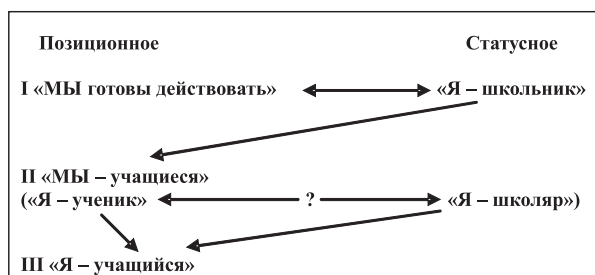 Позиционное Статусное
I «МЫ готовы действовать» «Я – школьник»
II «МЫ – учащиеся»
(«Я – ученик» ? «Я – школяр»)
III «Я – учащийся»